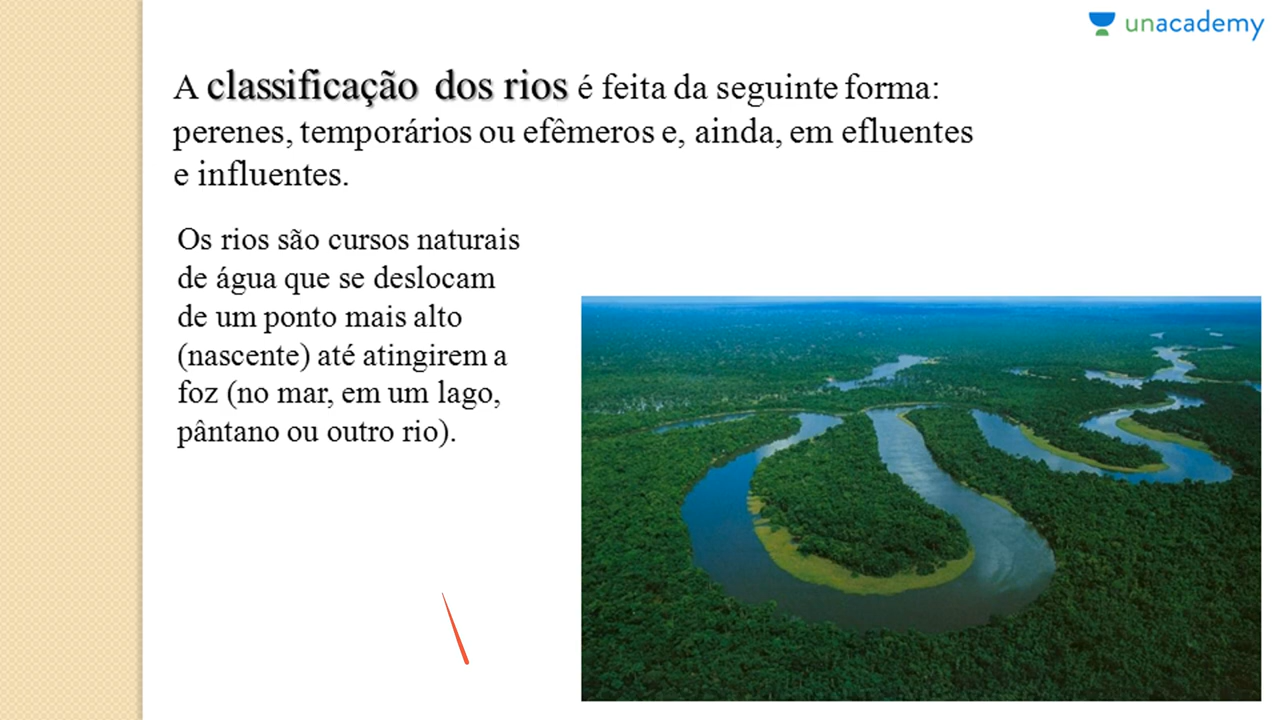 unacademy
A classificação dos rios é feita da seguinte forma:
perenes, temporários ou efêmeros e, ainda, em efluentes
e influentes.
Os rios são cursos naturais
de água que se deslocam
de um ponto mais alto
(nascente) até atingirem a
foz (no mar, em um lago,
pântano ou outro rio).